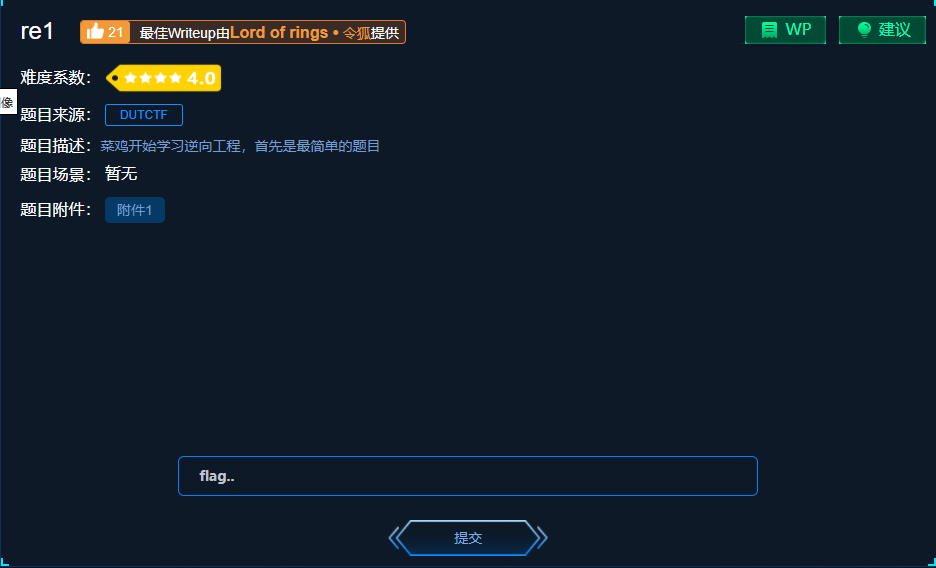 re1 21 最佳Writeup由Lord of rings • 令狐提供 WP 建议
难度系数： 4.0
像
题目来源： DUTCTF
题目描述：菜鸡开始学习逆向工程，首先是最简单的题目
题目场景： 暂无
题目附件： 附件1
flag..
提交